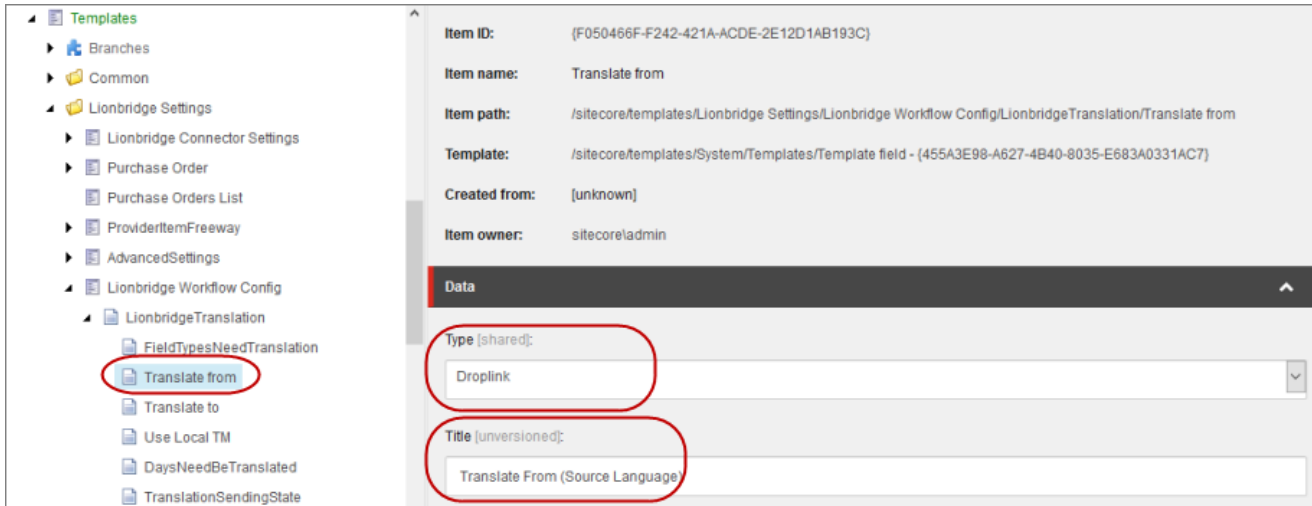 Templates
Branches
Common
Lionbridge Settings
Lionbridge Connector Settings
Purchase Order
Purchase Orders List
ProviderItemFreeway
AdvancedSettings
Lionbridge Workflow Config
LionbridgeTranslation
FieldTypesNeedTranslation
Translate from
Translate to
Use Local TM
DaysNeedBeTranslated
TranslationSendingState
Item ID: {F050466F-F242-421A-ACDE-2E12D1AB193C}
Item name: Translate from
Item path: /sitecore/templates/Lionbridge Settings/Lionbridge Workflow Config/LionbridgeTranslation/Translate from
Template: /sitecore/templates/System/Templates/Template field - {455A3E98-A627-4B40-8035-E683A0331AC7}
Created from: [unknown]
Item owner: sitecore\admin
Data
Type [shared]:
Droplink
Title [unversioned]:
Translate From (Source Language)